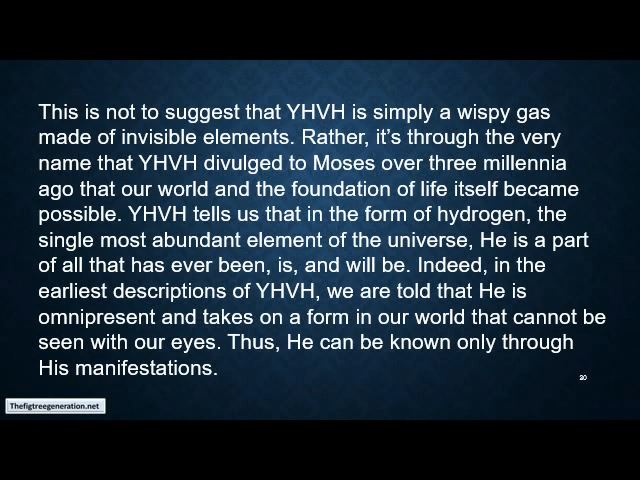 This is not to suggest that YHVH is simply a wispy gas
made of invisible elements. Rather, it’s through the very
name that YHVH divulged to Moses over three millennia
ago that our world and the foundation of life itself became
possible. YHVH tells us that in the form of hydrogen, the
single most abundant element of the universe, He is a part
of all that has ever been, is, and will be. Indeed, in the
earliest descriptions of YHVH, we are told that He is
omnipresent and takes on a form in our world that cannot be
seen with our eyes. Thus, He can be known only through
His manifestations.
20
Thefigtreegeneration.net